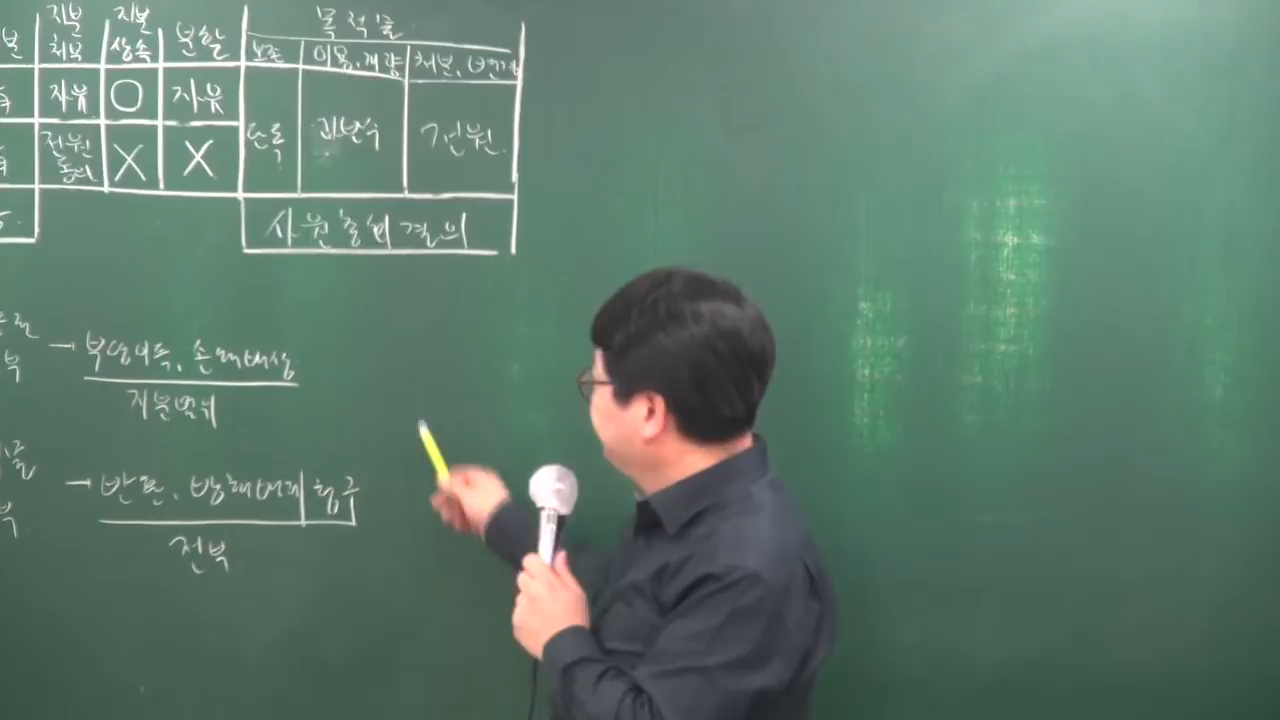 지분 지분 분할 목적물
본 처분 상속 보존 이용,개량 처분, 변경
자유 O 자유 단독 과반수 전원
전원동의 X X
사원총회 결의
→ 부당이득, 손해배상
부 지분범위
→ 반환, 방해배제 청구
부 전부